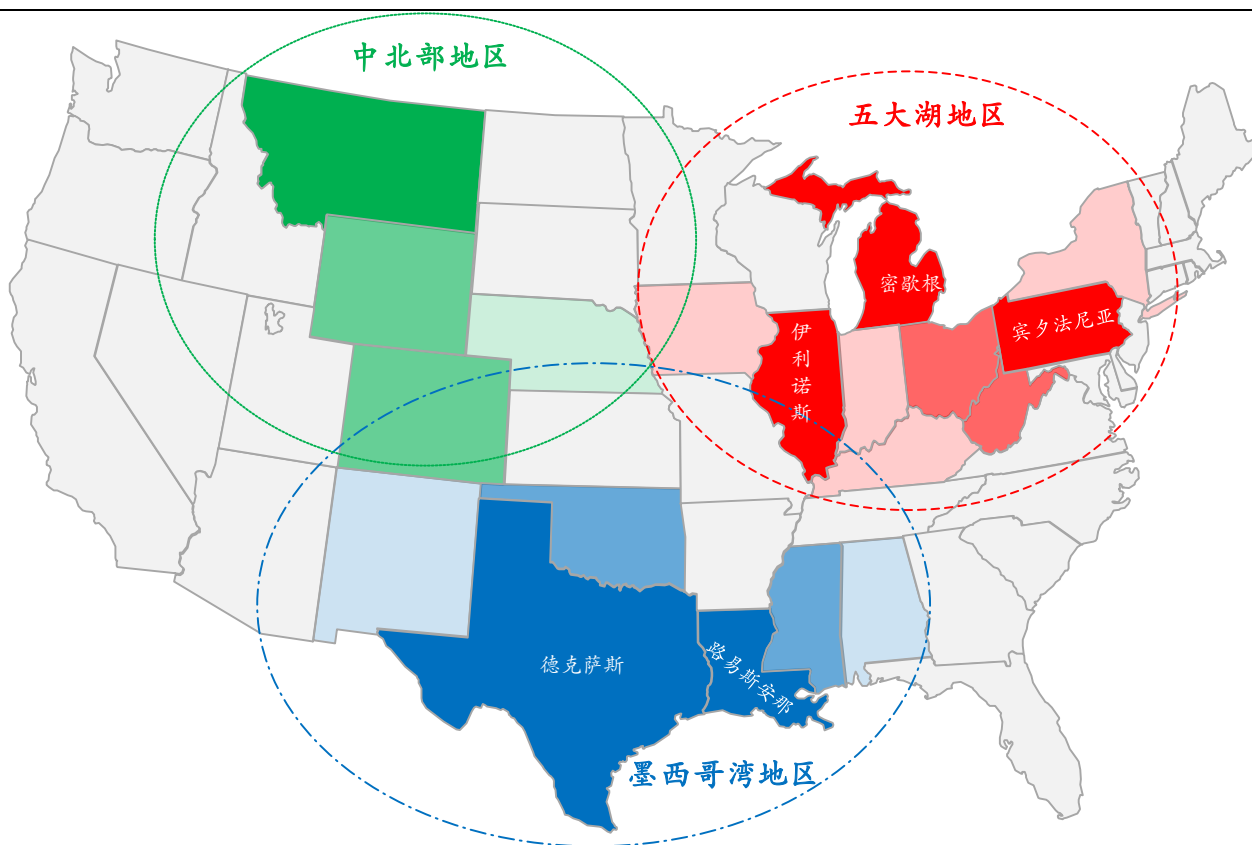 中北部地区
五大湖地区
密歇根
宾夕法尼亚
伊利诺斯
德克萨斯
路易斯安那
墨西哥湾地区